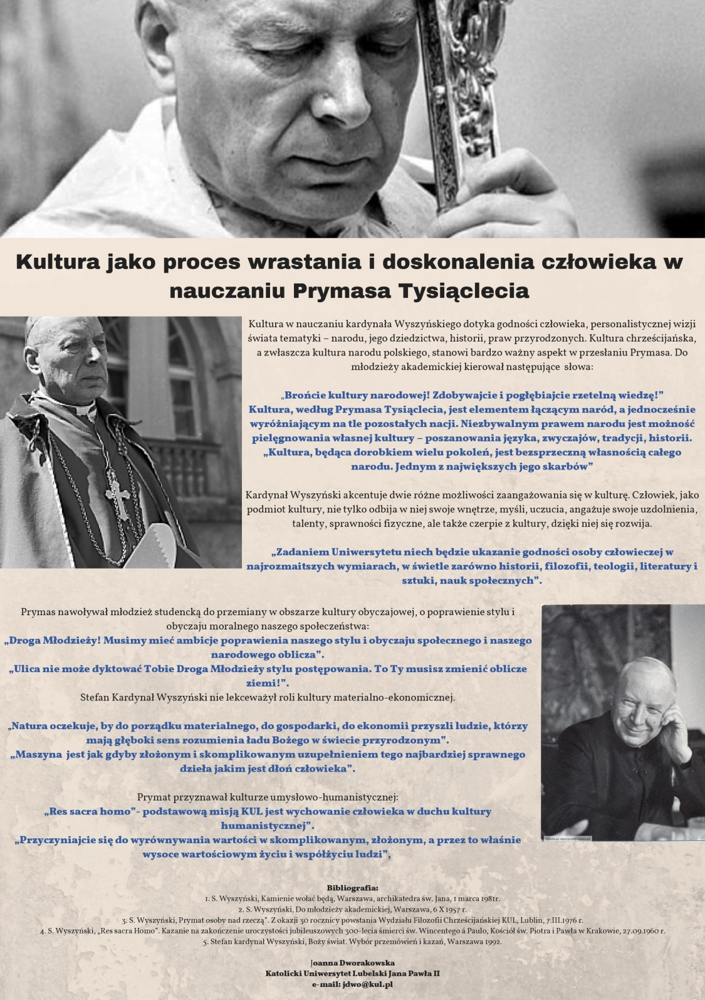 Kultura jako proces wrastania i doskonalenia człowieka w
nauczaniu Prymasa Tysiąclecia
Kultura w nauczaniu kardynała Wyszyńskiego dotyka godności człowieka, personalistycznej wizji
świata tematyki – narodu, jego dziedzictwa, historii, praw przyrodzonych. Kultura chrześcijańska,
a zwłaszcza kultura narodu polskiego, stanowi bardzo ważny aspekt w przesłaniu Prymasa. Do
młodzieży akademickiej kierował następujące słowa:
„Brońcie kultury narodowej! Zdobywajcie i pogłębiajcie rzetelną wiedzę!”
Kultura, według Prymasa Tysiąclecia, jest elementem łączącym naród, a jednocześnie
wyróżniającym na tle pozostałych nacji. Niezbywalnym prawem narodu jest możność
pielęgnowania własnej kultury – poszanowania języka, zwyczajów, tradycji, historii.
„Kultura, będąca dorobkiem wielu pokoleń, jest bezsprzeczną własnością całego
narodu. Jednym z największych jego skarbów”
Kardynał Wyszyński akcentuje dwie różne możliwości zaangażowania się w kulturę. Człowiek, jako
podmiot kultury, nie tylko odbija w niej swoje wnętrze, myśli, uczucia, angażuje swoje uzdolnienia,
talenty, sprawności fizyczne, ale także czerpie z kultury, dzięki niej się rozwija.
„Zadaniem Uniwersytetu niech będzie ukazanie godności osoby człowieczej w
najrozmaitszych wymiarach, w świetle zarówno historii, filozofii, teologii, literatury i
sztuki, nauk społecznych”.
Prymas nawoływał młodzież studencką do przemiany w obszarze kultury obyczajowej, o poprawienie stylu i
obyczaju moralnego naszego społeczeństwa:
„Droga Młodzieży! Musimy mieć ambicje poprawienia naszego stylu i obyczaju społecznego i naszego
narodowego oblicza”.
„Ulica nie może dyktować Tobie Droga Młodzieży stylu postępowania. To Ty musisz zmienić oblicze
ziemi!”.
Stefan Kardynał Wyszyński nie lekceważył roli kultury materialno-ekonomicznej.
„Natura oczekuje, by do porządku materialnego, do gospodarki, do ekonomii przyszli ludzie, którzy
mają głęboki sens rozumienia ładu Bożego w świecie przyrodzonym”.
„Maszyna jest jak gdyby złożonym i skomplikowanym uzupełnieniem tego najbardziej sprawnego
dzieła jakim jest dłoń człowieka”.
Prymat przyznawał kulturze umysłowo-humanistycznej:
„Res sacra homo”- podstawową misją KUL jest wychowanie człowieka w duchu kultury
humanistycznej”.
„Przyczyniajcie się do wyrównywania wartości w skomplikowanym, złożonym, a przez to właśnie
wysoce wartościowym życiu i współżyciu ludzi”,
fundacja wyszynskiprymas.pl
Bibliografia:
1. S. Wyszyński, Kamienie wołać będą, Warszawa, archikatedra św. Jana, 1 marca 1981r.
2. S. Wyszyński, Do młodzieży akademickiej, Warszawa, 6 X 1957 r.
3. S. Wyszyński, Prymat osoby nad rzeczą”. Z okazji 30 rocznicy powstania Wydziału Filozofii Chrześcijańskiej KUL, Lublin, 7.III.1976 r.
4. S. Wyszyński, „Res sacra Homo”. Kazanie na zakończenie uroczystości jubileuszowych 300-lecia śmierci św. Wincentego á Paulo, Kościół św. Piotra i Pawła w Krakowie, 27.09.1960 r.
5. Stefan kardynał Wyszyński, Boży świat. Wybór przemówień i kazań, Warszawa 1992.
Joanna Dworakowska
Katolicki Uniwersytet Lubelski Jana Pawła II
e-mail: jdwo@kul.pl